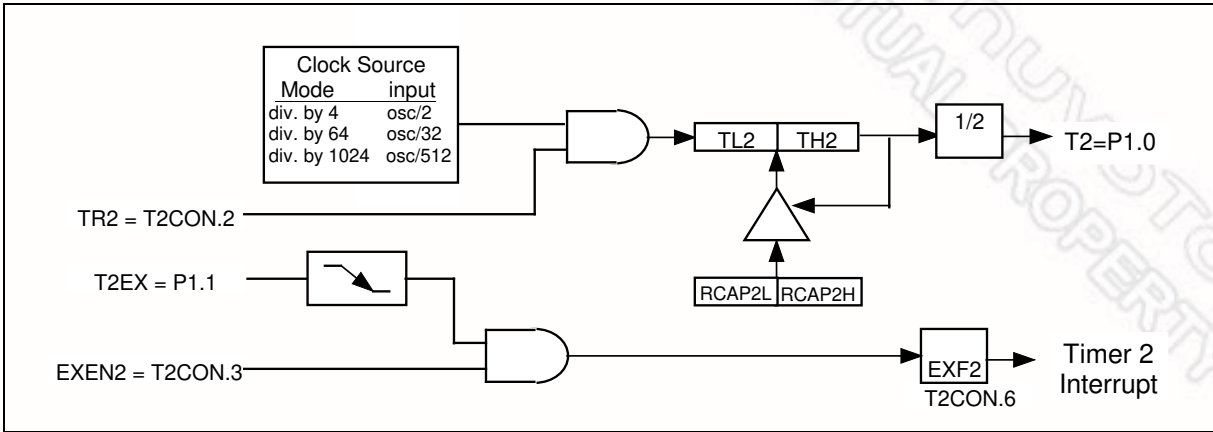 Clock Source
Mode input
div. by 4 osc/2
div. by 64 osc/32
div. by 1024 osc/512
TL2 TH2
1/2
T2=P1.0
TR2 = T2CON.2
T2EX = P1.1
RCAP2L RCAP2H
EXEN2 = T2CON.3
EXF2
T2CON.6
Timer 2
Interrupt